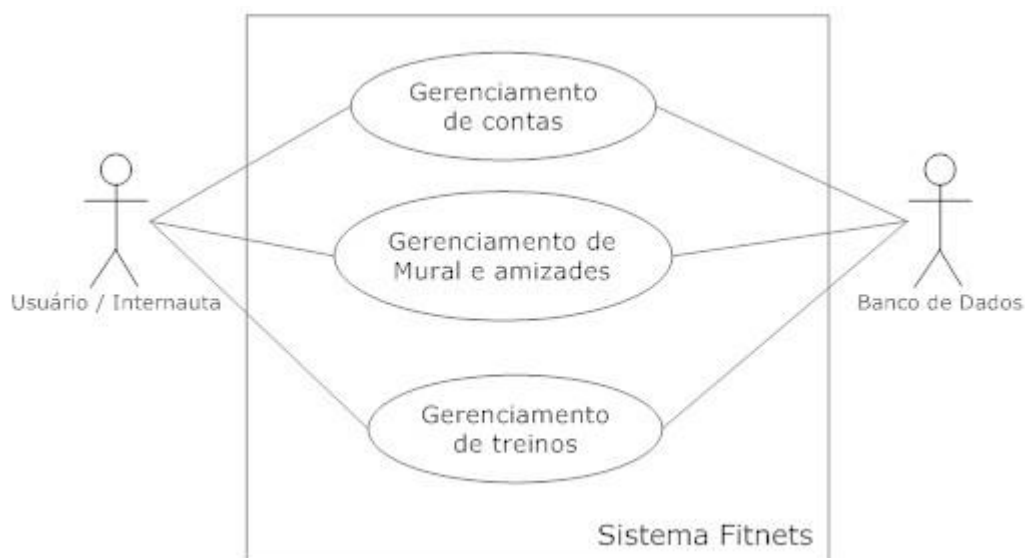 Gerenciamento
de contas
Gerenciamento de
Mural e amizades
Usuário / Internauta
Banco de Dados
Gerenciamento
de treinos
Sistema Fitnets